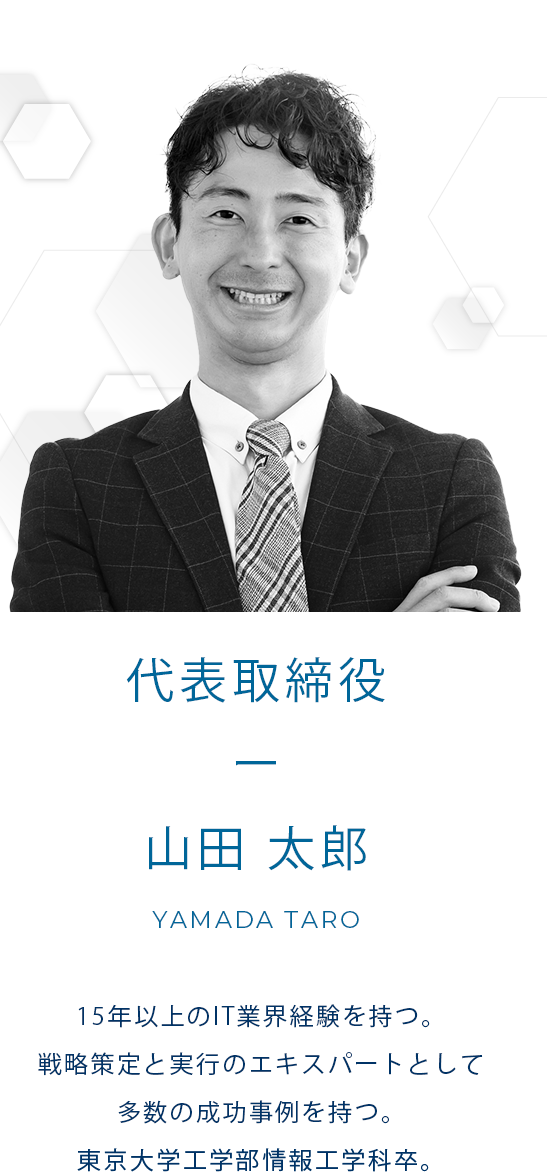 代表取締役
山田 太郎
YAMADA TARO
15年以上のIT業界経験を持つ。
戦略策定と実行のエキスパートとして
多数の成功事例を持つ。
東京大学工学部情報工学科卒。